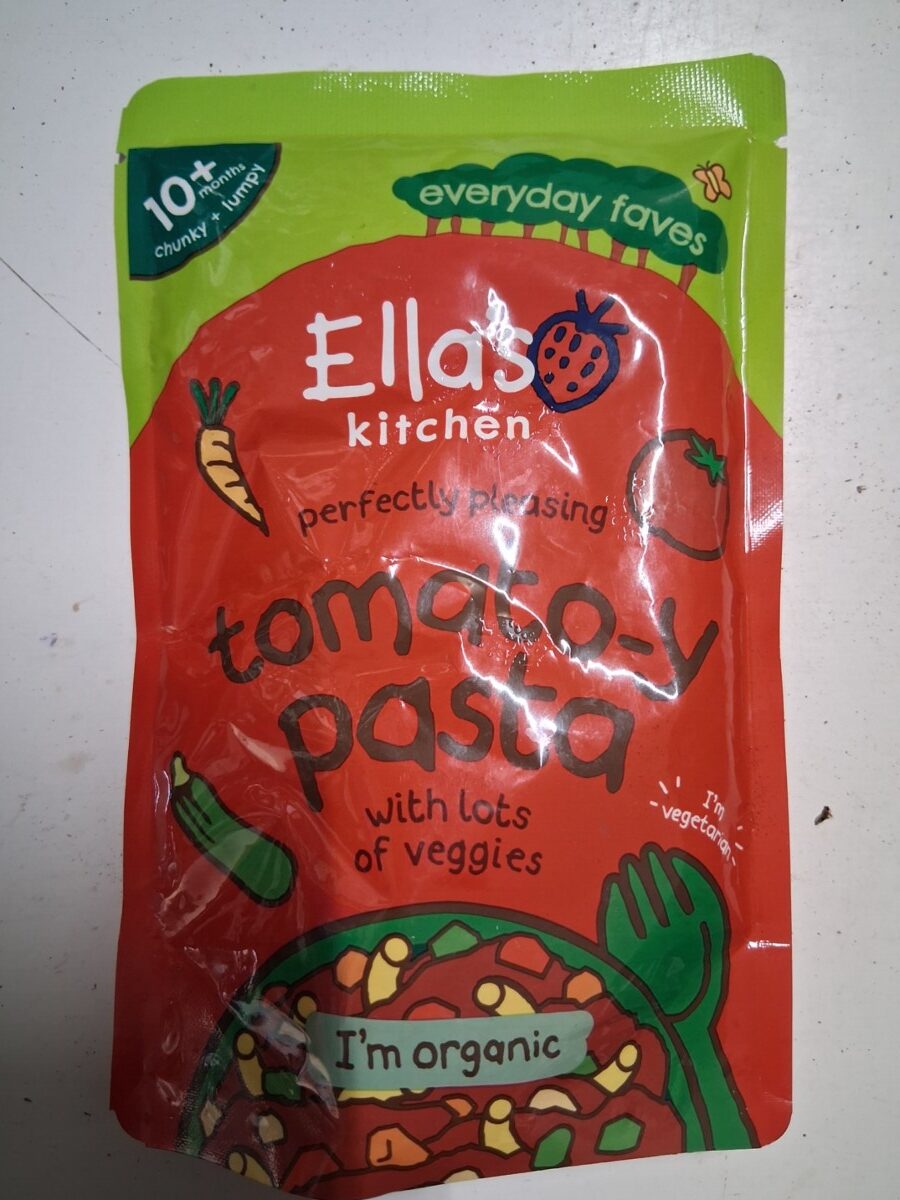 10+
months
chunky + lumpy
everyday faves
Ella's
kitchen
perfectly pleasing
tomato-y
pasta
with lots
of veggies
I'm
vegetarian
I'm organic